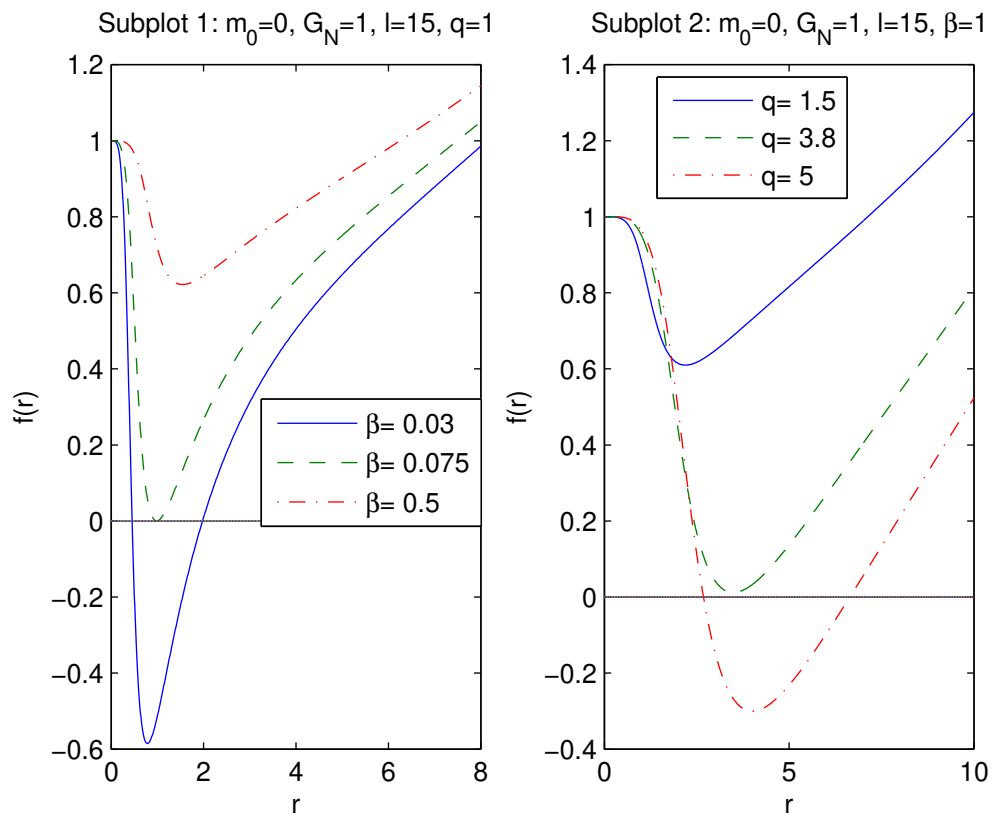 Subplot 1: m_0=0, G_N=1, l=15, q=1
f(r)
1.2
1
0.8
0.6
0.4
0.2
0
−0.2
−0.4
−0.6
β= 0.03
β= 0.075
β= 0.5
0 2 4 6 8
r
Subplot 2: m_0=0, G_N=1, l=15, β=1
f(r)
1.4
1.2
1
0.8
0.6
0.4
0.2
0
−0.2
−0.4
q= 1.5
q= 3.8
q= 5
0 5 10
r